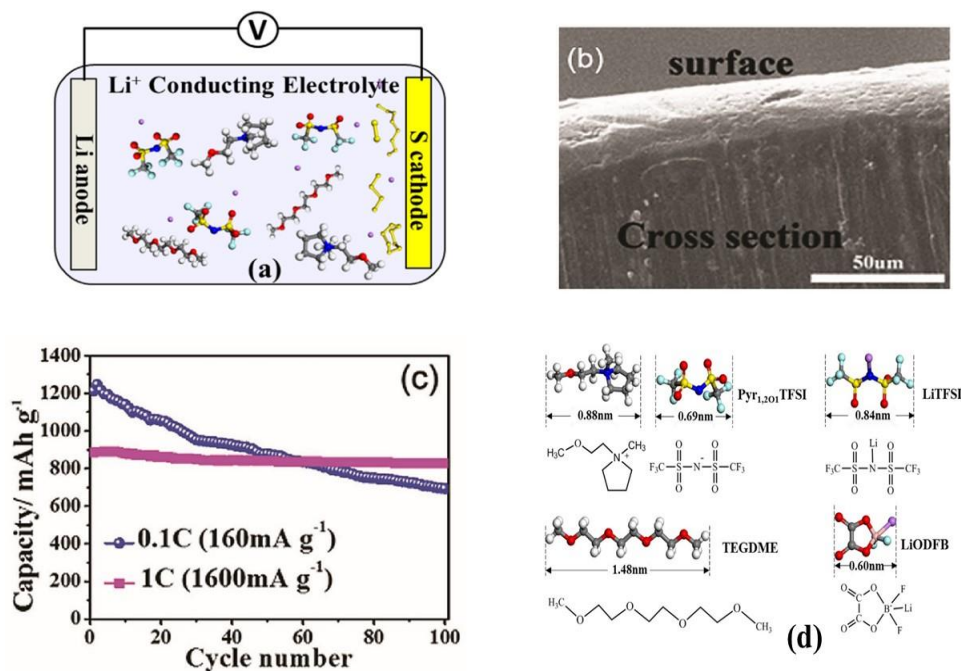 V
Li⁺ Conducting Electrolyte
Li anode
S cathode
(a)
(b)
surface
Cross section
50um
(c)
Capacity/ mAh g⁻¹
1400
1200
1000
800
600
400
200
0
0.1C (160mA g⁻¹)
1C (1600mA g⁻¹)
0 20 40 60 80 100
Cycle number
0.88nm
0.69nm
Pyr₁,₂O₁TFSI
0.84nm
LiTFSI
H₃C
O
CH₃
N
+
O O
F₃C S N S CF₃
-
O O
Li
O O
F₃C S N S CF₃
O O
1.48nm
TEGDME
0.60nm
LiODFB
H₃C O O O O O CH₃
O C O F
B⁻ Li
O C O F
(d)